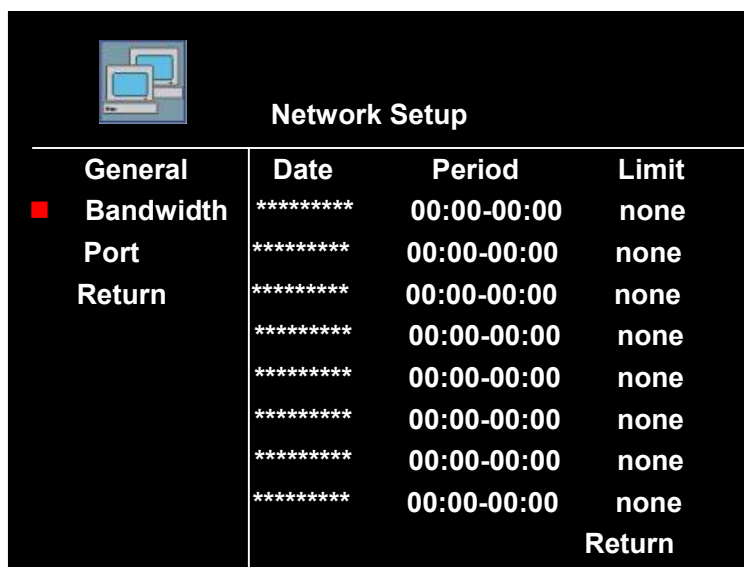 Network Setup
General Date Period Limit
Bandwidth ********* 00:00-00:00 none
Port ********* 00:00-00:00 none
Return ********* 00:00-00:00 none
********* 00:00-00:00 none
********* 00:00-00:00 none
********* 00:00-00:00 none
********* 00:00-00:00 none
********* 00:00-00:00 none
Return